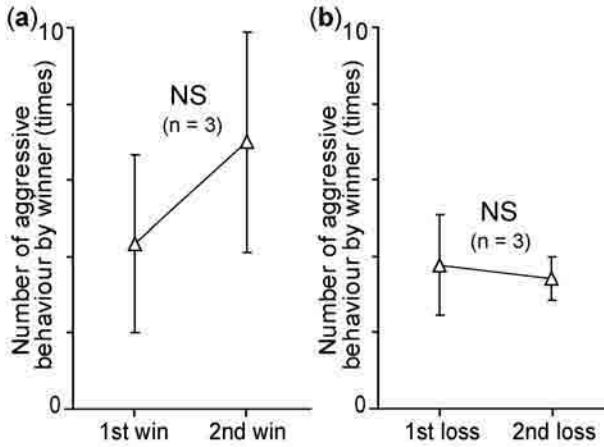 (a)
10
NS
(n = 3)
0
Number of aggressive
behaviour by winner (times)
1st win
2nd win
(b)
10
NS
(n = 3)
0
Number of aggressive
behaviour by winner (times)
1st loss
2nd loss